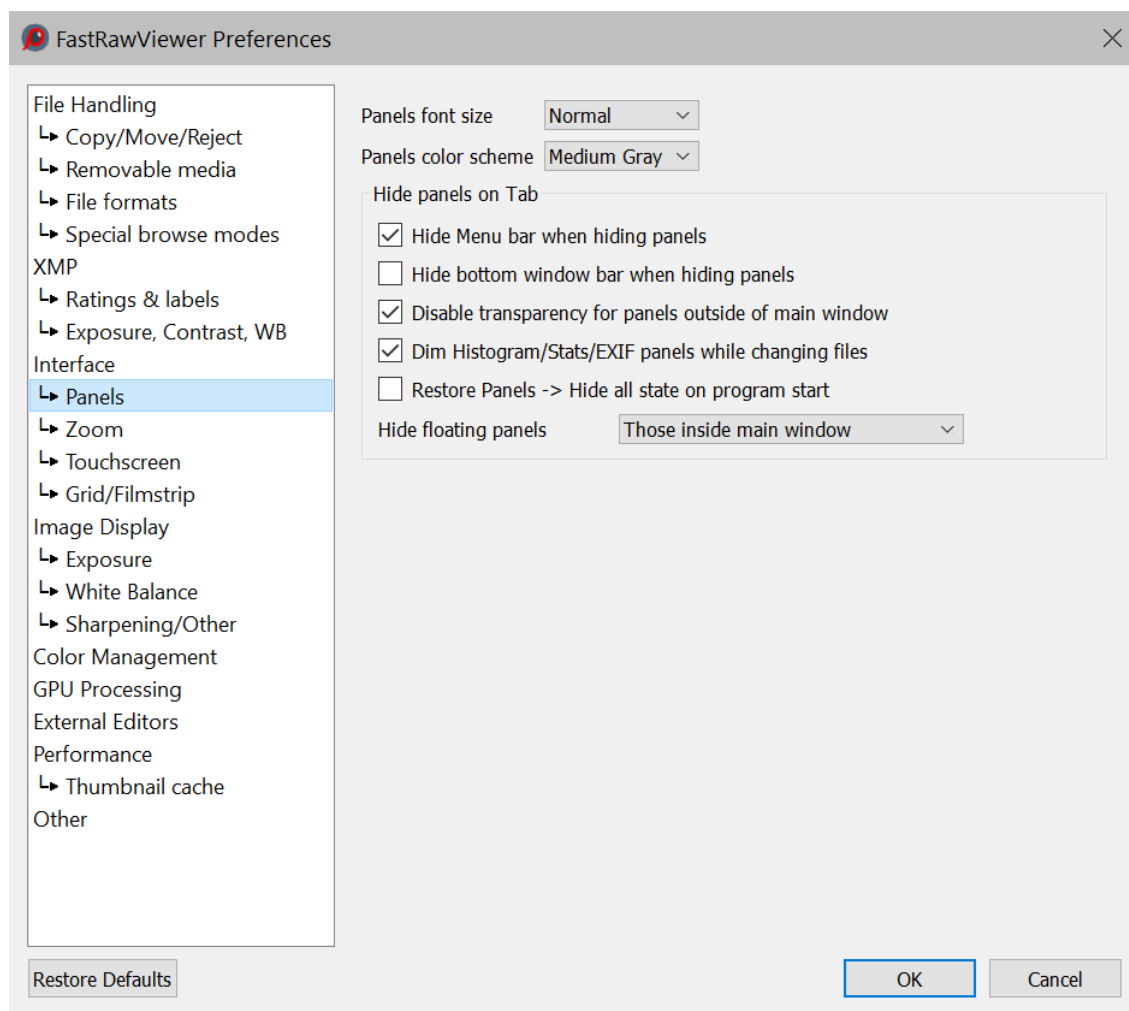 FastRawViewer Preferences
File Handling
Copy/Move/Reject
Removable media
File formats
Special browse modes
XMP
Ratings & labels
Exposure, Contrast, WB
Interface
Panels
Zoom
Touchscreen
Grid/Filmstrip
Image Display
Exposure
White Balance
Sharpening/Other
Color Management
GPU Processing
External Editors
Performance
Thumbnail cache
Other
Panels font size Normal
Panels color scheme Medium Gray
Hide panels on Tab
Hide Menu bar when hiding panels
Hide bottom window bar when hiding panels
Disable transparency for panels outside of main window
Dim Histogram/Stats/EXIF panels while changing files
Restore Panels -> Hide all state on program start
Hide floating panels Those inside main window
Restore Defaults OK Cancel